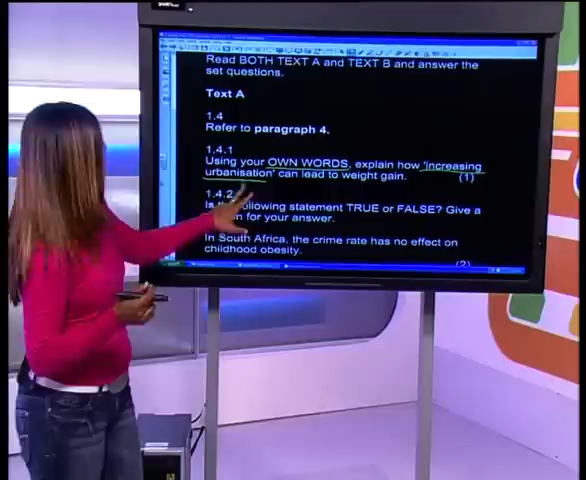 Read BOTH TEXT A and TEXT B and answer the
set questions.
Text A
1.4
Refer to paragraph 4.
1.4.1
Using your OWN WORDS, explain how 'increasing
urbanisation' can lead to weight gain.
(1)
1.4.2
Is the following statement TRUE or FALSE? Give a
for your answer.
In South Africa, the crime rate has no effect on
childhood obesity.
(2)